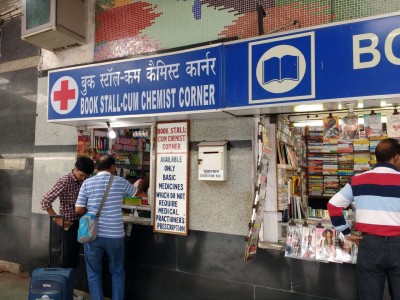 बुक स्टॉल-कम कैमिस्ट कार्नर
BOOK STALL-CUM CHEMIST CORNER
BO
BOOK STALL-
CUM CHEMIST
CORNER
AVAILABLE
ONLY
BASIC
MEDICINES
WHICH DO NOT
REQUIRE
MEDICAL
PRACTIONER'S
PRESCRIPTION